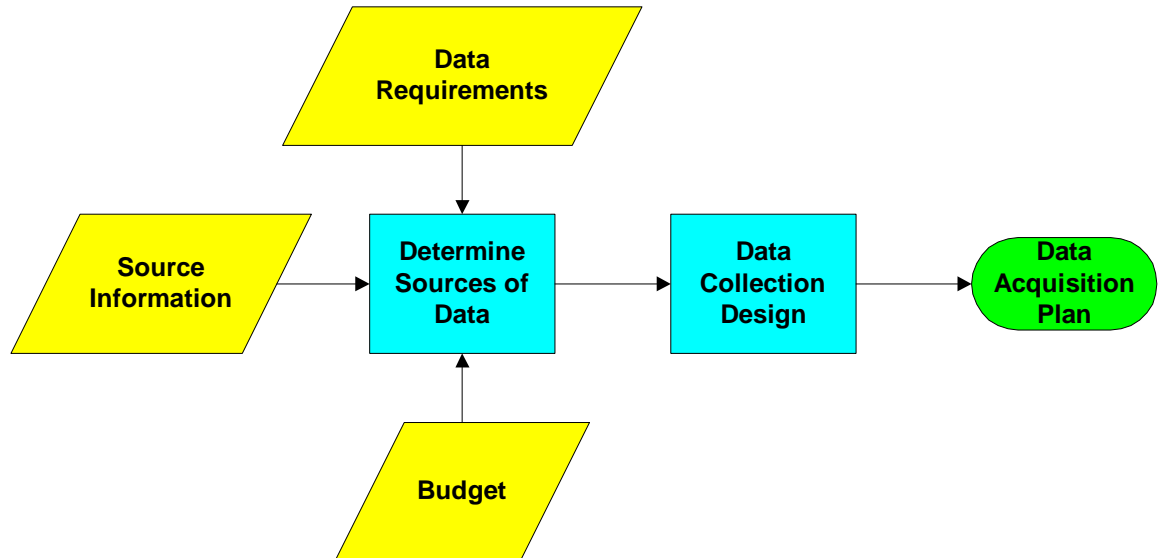 Data
Requirements
Source
Information
Determine
Sources of
Data
Data
Collection
Design
Data
Acquisition
Plan
Budget